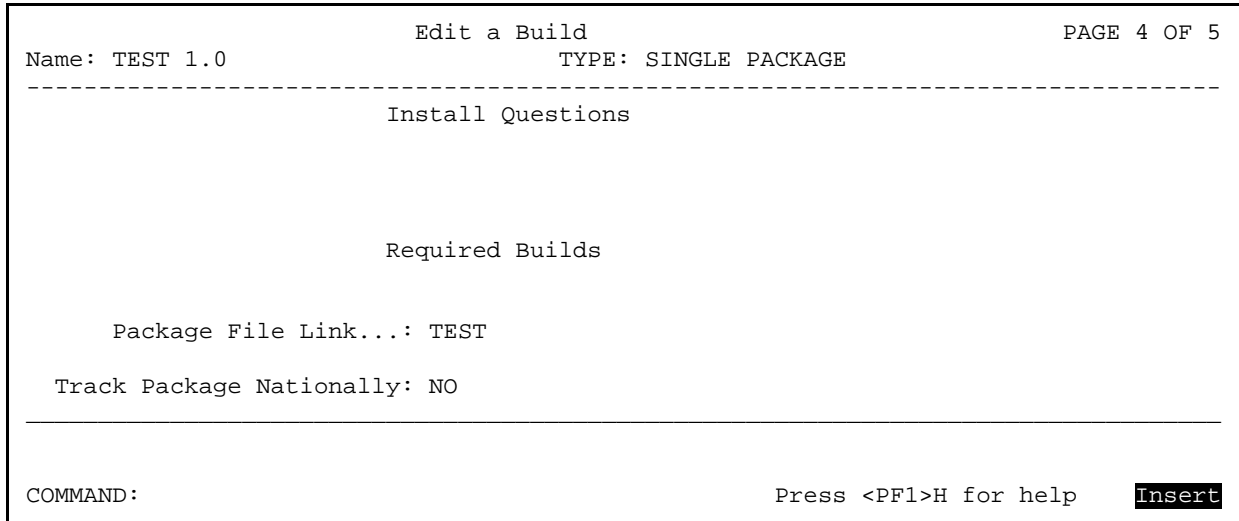 Edit a Build PAGE 4 OF 5
Name: TEST 1.0 TYPE: SINGLE PACKAGE
-------------------------------------------------------------------------------
Install Questions
Required Builds
Package File Link...: TEST
Track Package Nationally: NO
COMMAND: Press <PF1>H for help Insert